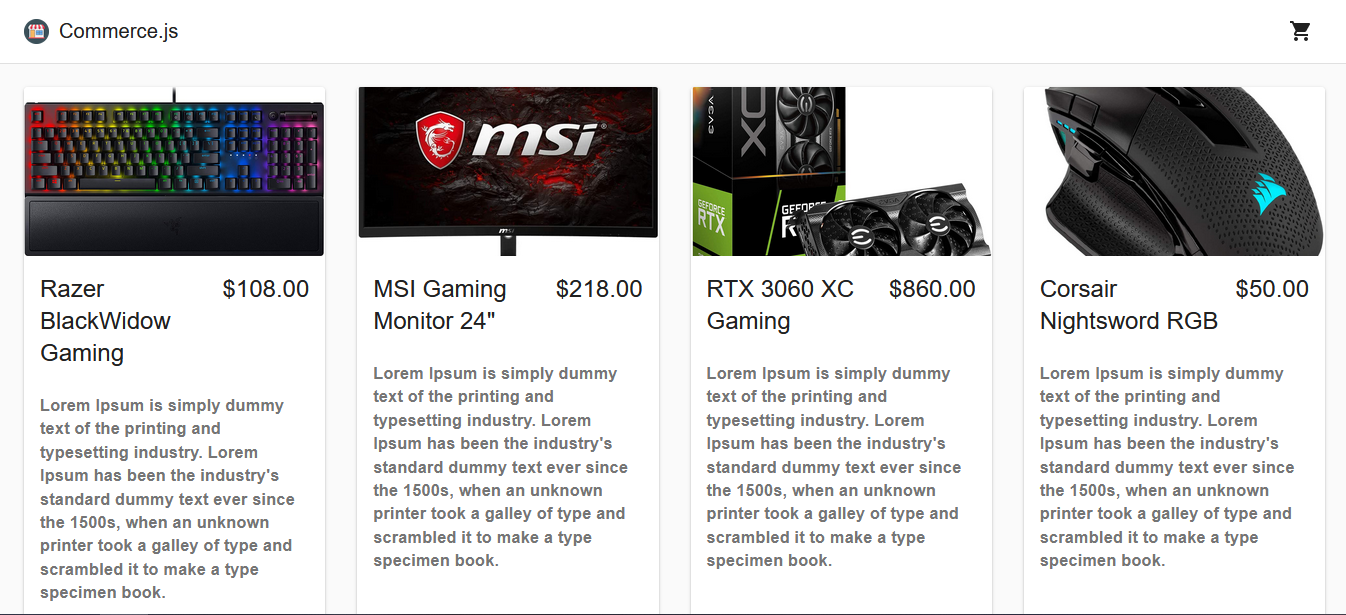 Commerce.js
msi
msi
EVGA
XC
GEFORCE
RTX
GEFORCE
Razer
BlackWidow
Gaming
$108.00
Lorem Ipsum is simply dummy
text of the printing and
typesetting industry. Lorem
Ipsum has been the industry's
standard dummy text ever since
the 1500s, when an unknown
printer took a galley of type and
scrambled it to make a type
specimen book.
MSI Gaming
Monitor 24"
$218.00
Lorem Ipsum is simply dummy
text of the printing and
typesetting industry. Lorem
Ipsum has been the industry's
standard dummy text ever since
the 1500s, when an unknown
printer took a galley of type and
scrambled it to make a type
specimen book.
RTX 3060 XC
Gaming
$860.00
Lorem Ipsum is simply dummy
text of the printing and
typesetting industry. Lorem
Ipsum has been the industry's
standard dummy text ever since
the 1500s, when an unknown
printer took a galley of type and
scrambled it to make a type
specimen book.
Corsair
Nightsword RGB
$50.00
Lorem Ipsum is simply dummy
text of the printing and
typesetting industry. Lorem
Ipsum has been the industry's
standard dummy text ever since
the 1500s, when an unknown
printer took a galley of type and
scrambled it to make a type
specimen book.